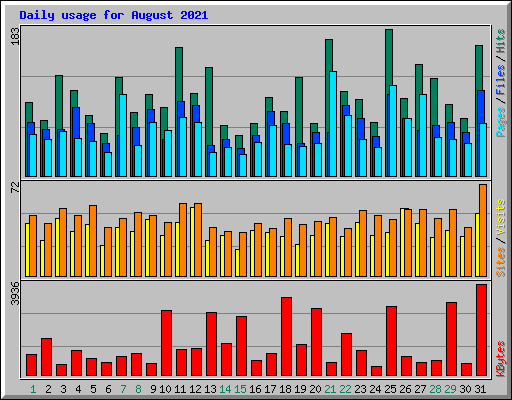 Daily usage for August 2021
183
Pages / Files / Hits
72
Sites / Visits
3936
KBytes
1 2 3 4 5 6 7 8 9 10 11 12 13 14 15 16 17 18 19 20 21 22 23 24 25 26 27 28 29 30 31